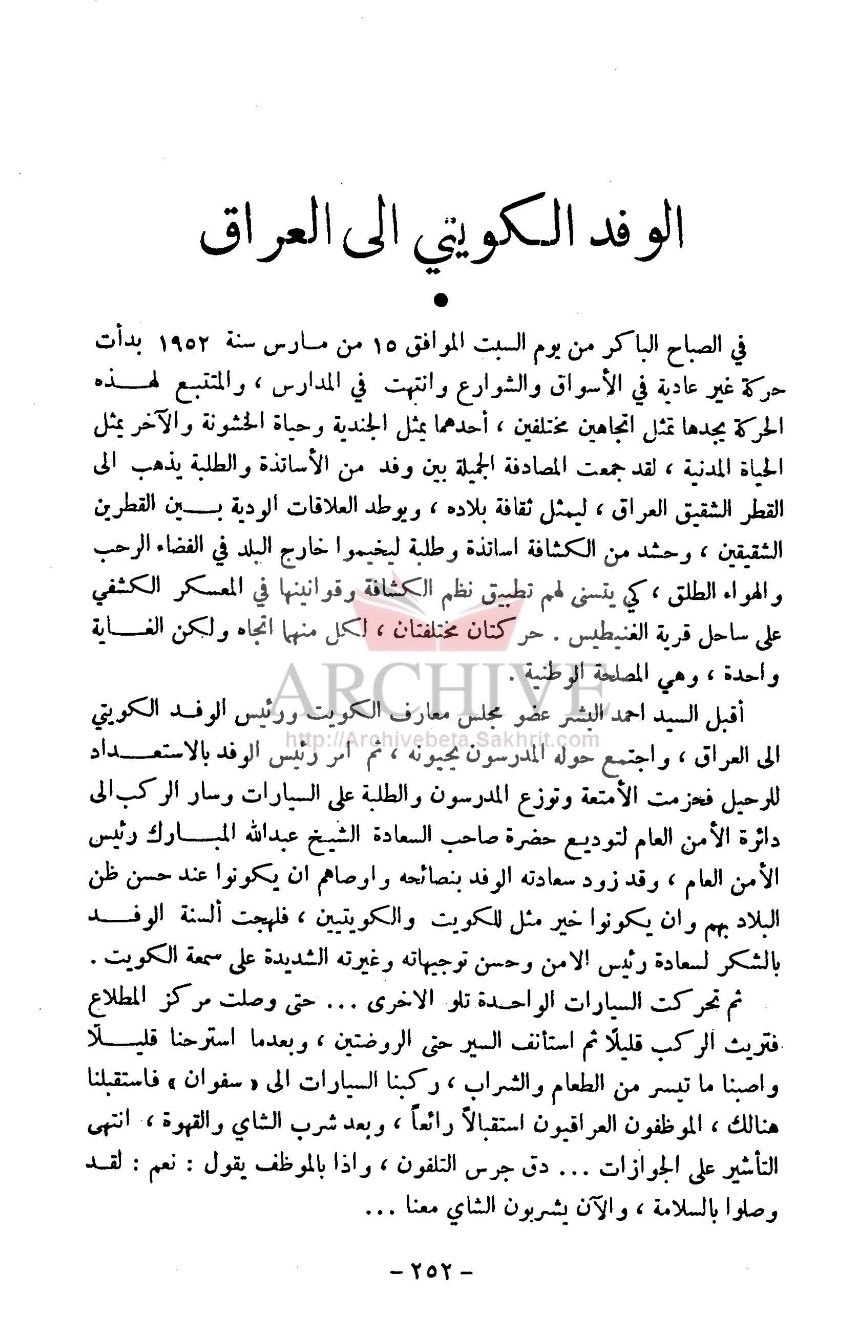 الوفد الكويتي الى العراق
في الصباح الباكر من يوم السبت الموافق ١٥ من مارس سنة ١٩٥٢ بدأت
حركة غير عادية في الأسواق والشوارع وانتهت في المدارس ، والمتتبع لهذه
الحركة يجدها تمثل اتجاهين مختلفين ، أحدهما يمثل الجندية وحياة الخشونة والآخر يمثل
الحياة المدنية ، لقد جمعت المصادفة الجميلة بين وفد من الأساتذة والطلبة يذهب الى
القطر الشقيق العراق ، ليمثل ثقافة بلاده ، ويوطد العلاقات الودية بين القطرين
الشقيقين ، وحشد من الكشافة اساتذة وطلبة ليخيموا خارج البلد في الفضاء الرحب
والهواء الطلق ، كي يتسنى لهم تطبيق نظم الكشافة وقوانينها في المعسكر الكشفي
على ساحل قرية الفنيطيس . حركتان مختلفتان ، لكل منهما اتجاه ولكن الغاية
واحدة ، وهي المصلحة الوطنية .
أقبل السيد احمد البشر عضو مجلس معارف الكويت ورئيس الوفد الكويتي
الى العراق ، واجتمع حوله المدرسون يحيونه ، ثم امر رئيس الوفد بالاستعداد
للرحيل فحزمت الأمتعة وتوزع المدرسون والطلبة على السيارات وسار الركب الى
دائرة الأمن العام لتوديع حضرة صاحب السعادة الشيخ عبدالله المبارك رئيس
الأمن العام ، وقد زود سعادته الوفد بنصائحه واوصاهم ان يكونوا عند حسن ظن
البلاد بهم وان يكونوا خير مثل للكويت والكويتيين ، فلهجت ألسنة الوفد
بالشكر لسعادة رئيس الامن وحسن توجيهاته وغيرته الشديدة على سمعة الكويت .
ثم تحركت السيارات الواحدة تلو الاخرى ... حتى وصلت مركز المطلاع
فتريث الركب قليلًا ثم استأنف السير حتى الروضتين ، وبعدما استرحنا قليلًا
واصبنا ما تيسر من الطعام والشراب ، ركبنا السيارات الى «سفوان» فاستقبلنا
هنالك ، الموظفون العراقيون استقبالاً رائعاً ، وبعد شرب الشاي والقهوة ، انتهى
التأشير على الجوازات ... دق جرس التلفون ، واذا بالموظف يقول : نعم : لقد
وصلوا بالسلامة ، والآن يشربون الشاي معنا ...
- ٢٥٢ -
ARCHIVE
http://Archivebeta.Sakhrit.com